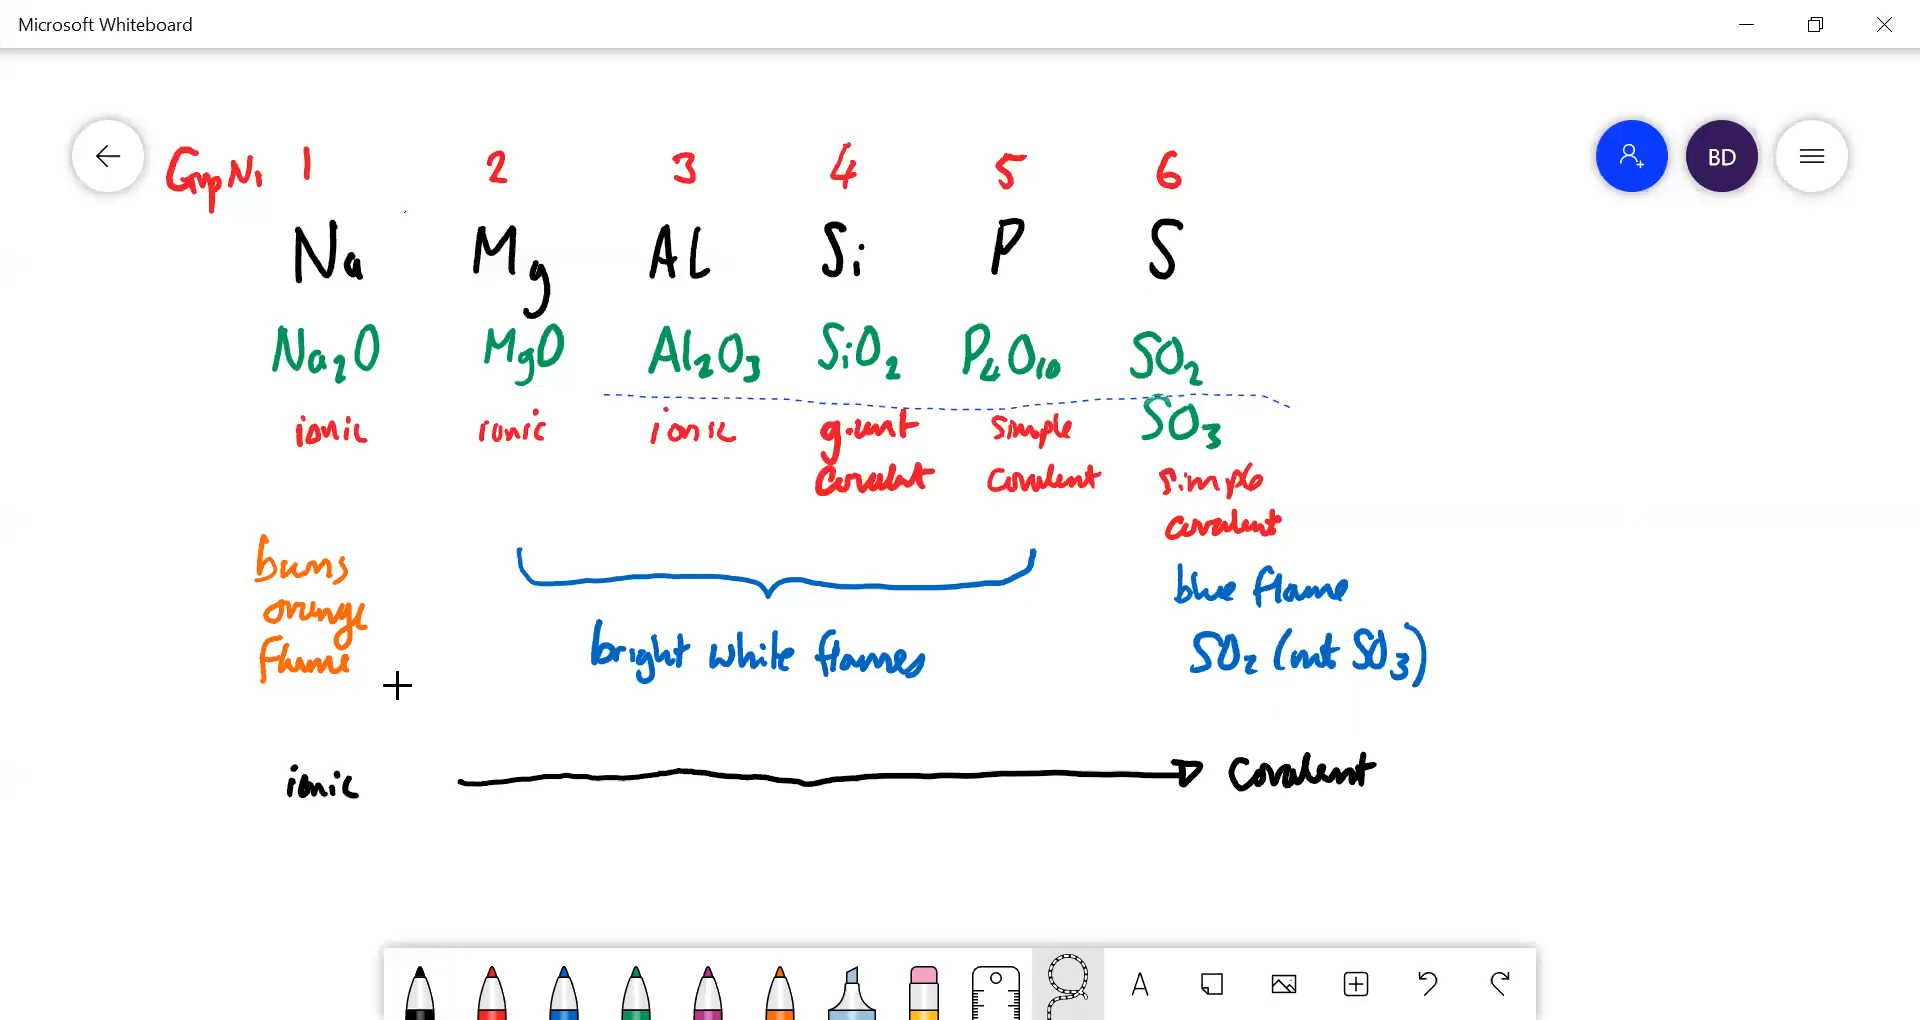 Microsoft Whiteboard
BD
Grp No 1 2 3 4 5 6
Na Mg Al Si P S
Na₂O MgO Al₂O₃ SiO₂ P₄O₁₀ SO₂
SO₃
ionic ionic ionic giant simple
covalent covalent simple
covalent
burns
orange
flame
bright white flames
blue flame
SO₂ (not SO₃)
ionic covalent
A